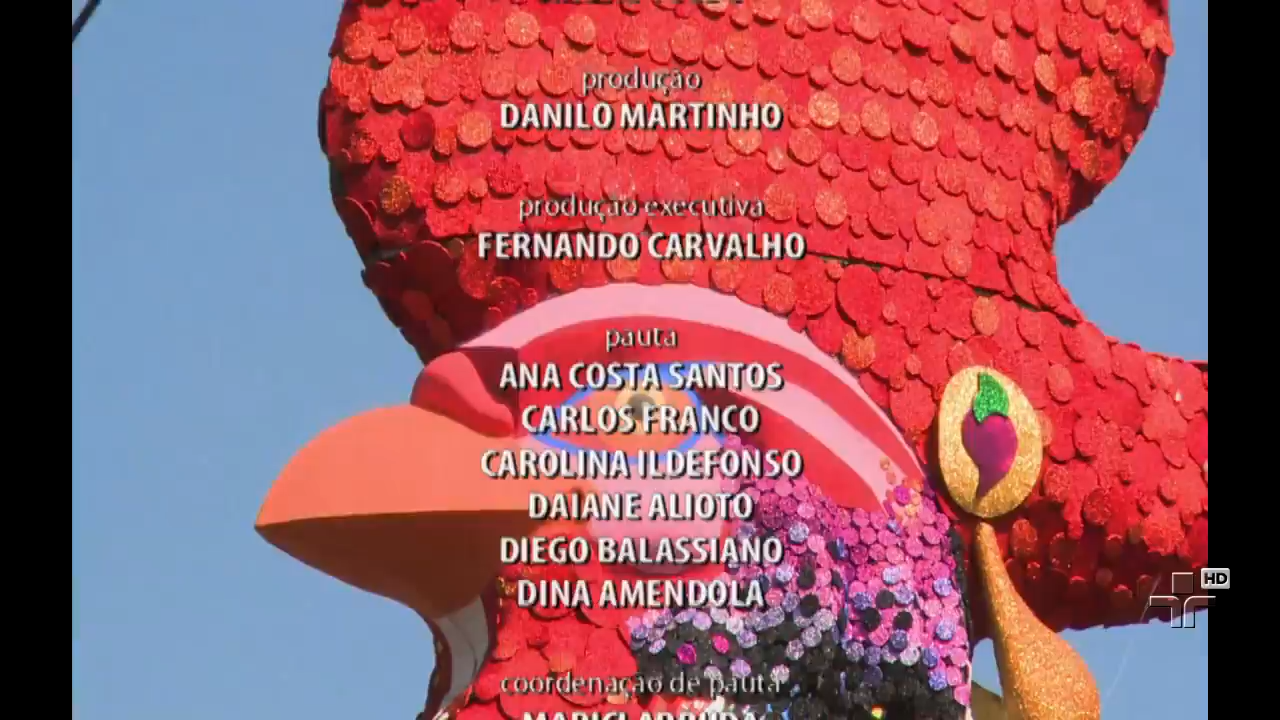 produção
DANILO MARTINHO
produção executiva
FERNANDO CARVALHO
pauta
ANA COSTA SANTOS
CARLOS FRANCO
CAROLINA ILDEFONSO
DAIANE ALIOTO
DIEGO BALASSIANO
DINA AMENDOLA
HD
coordenação de pauta